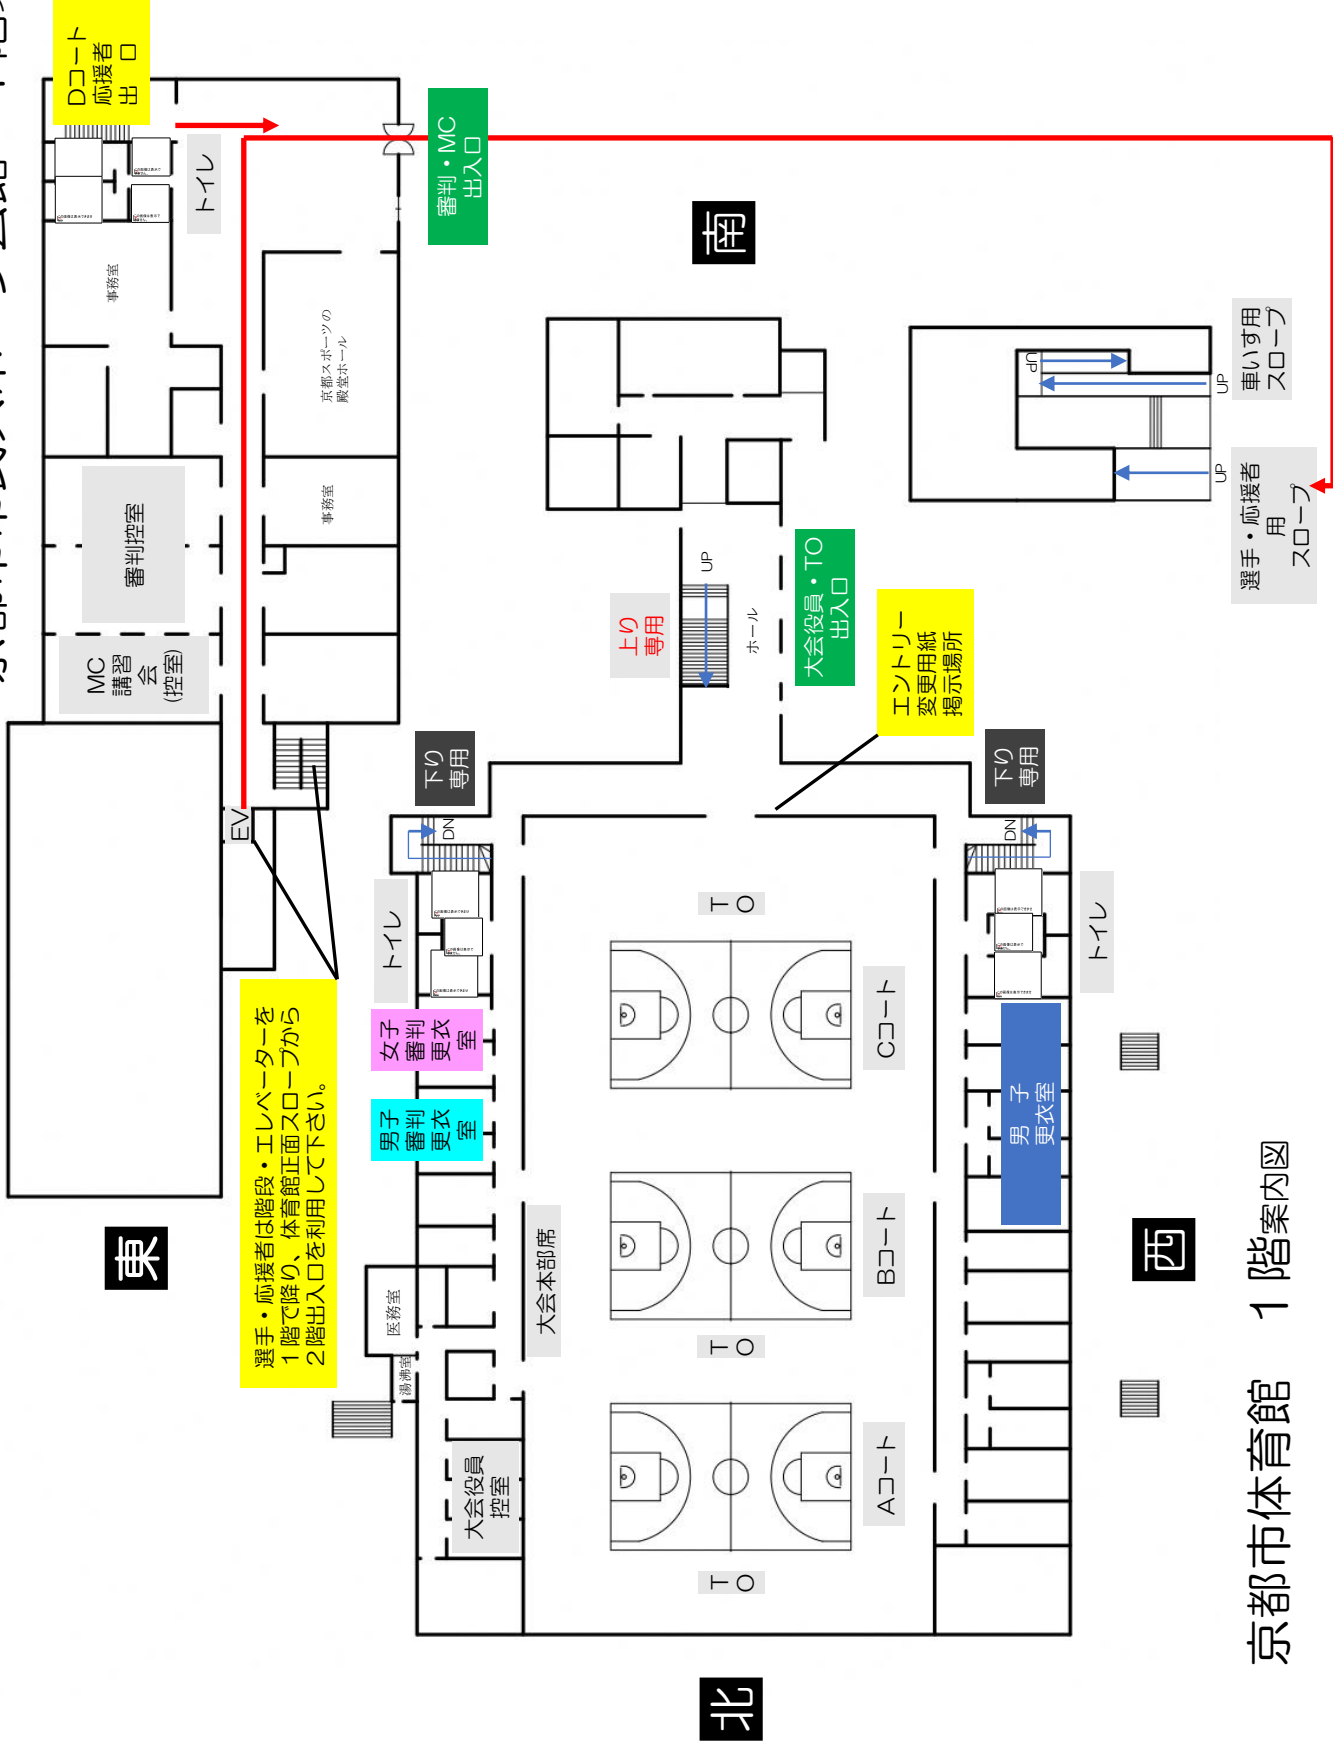 Dコート
応援者
出　口
トイレ
事務室
審判・MC
出入口
京都スポーツの
殿堂ホール
事務室
審判控室
MC
講習
会
(控室)
EV
南
車いす用
スロープ
UP
UP
UP
選手・応援者
用
スロープ
上り
専用
UP
ホール
大会役員・TO
出入口
エントリー
変更用紙
掲示場所
下り
専用
DN
下り
専用
DN
トイレ
トイレ
選手・応援者は階段・エレベーターを
1階で降り、体育館正面スロープから
2階出入口を利用して下さい。
女子
審判
更衣
室
男子
審判
更衣
室
男　子
更衣室
TO
Cコート
東
医務室
湯沸室
大会本部席
Bコート
TO
西
大会役員
控室
Aコート
TO
北
京都市体育館　1階案内図